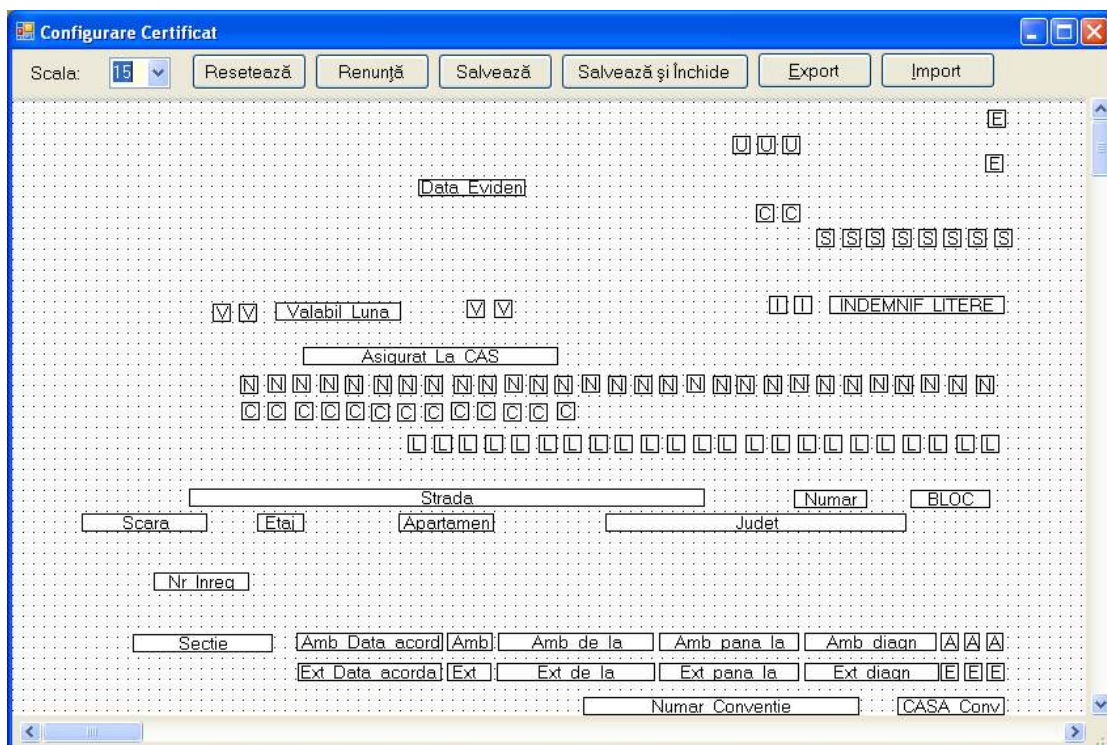 Configurare Certificat
Scala: 15 Resetează Renunţă Salvează Salvează şi Închide Export Import
E
U U U
E
Data Eviden
C C
S S S S S S S S
V V Valabil Luna V V I I INDEMNIF LITERE
Asigurat La CAS
N N N N N N N N N N N N N N N N N N N N N N N N N N N N N
C C C C C C C C C C C C C
L L L L L L L L L L L L L L L L L L L L L L L
Strada Numar BLOC
Scara Etaj Apartamen Judet
Nr Inreg
Sectie Amb Data acord Amb Amb de la Amb pana la Amb diagn A A A
Ext Data acorda Ext Ext de la Ext pana la Ext diagn E E E
Numar Conventie CASA Conv